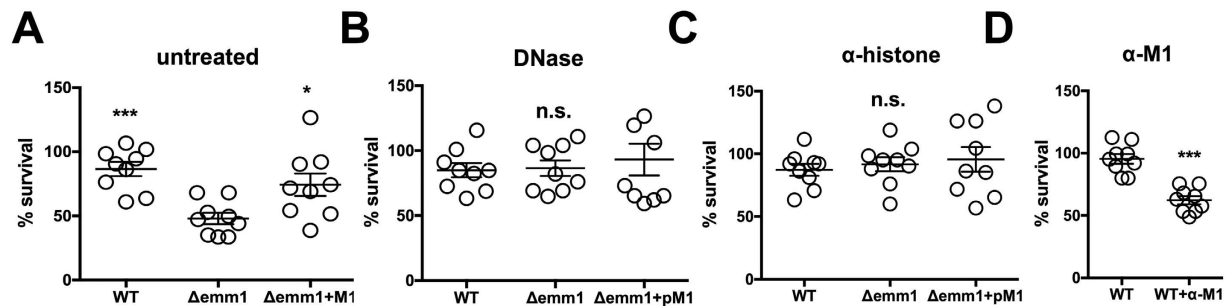 A
untreated
% survival
150
100
50
0
***
*
WT
Δemm1
Δemm1+M1
B
DNase
% survival
150
100
50
0
n.s.
WT
Δemm1
Δemm1+pM1
C
α-histone
% survival
150
100
50
0
n.s.
WT
Δemm1
Δemm1+pM1
D
α-M1
% survival
150
100
50
0
***
WT
WT+α-M1